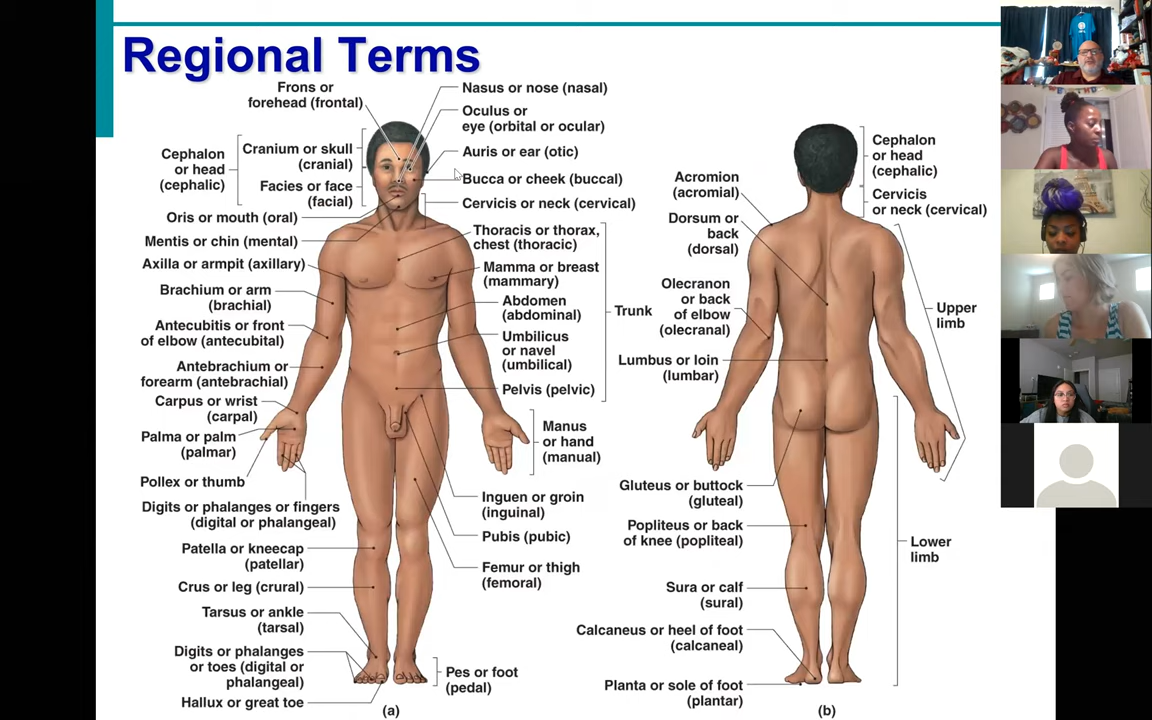 Regional Terms
Frons or
forehead (frontal)
Cephalon
or head
(cephalic)
Cranium or skull
(cranial)
Facies or face
(facial)
Oris or mouth (oral)
Mentis or chin (mental)
Axilla or armpit (axillary)
Brachium or arm
(brachial)
Antecubitis or front
of elbow (antecubital)
Antebrachium or
forearm (antebrachial)
Carpus or wrist
(carpal)
Palma or palm
(palmar)
Pollex or thumb
Digits or phalanges or fingers
(digital or phalangeal)
Patella or kneecap
(patellar)
Crus or leg (crural)
Tarsus or ankle
(tarsal)
Digits or phalanges
or toes (digital or
phalangeal)
Hallux or great toe
Nasus or nose (nasal)
Oculus or
eye (orbital or ocular)
Auris or ear (otic)
Bucca or cheek (buccal)
Cervicis or neck (cervical)
Thoracis or thorax,
chest (thoracic)
Mamma or breast
(mammary)
Abdomen
(abdominal)
Umbilicus
or navel
(umbilical)
Pelvis (pelvic)
Trunk
Manus
or hand
(manual)
Inguen or groin
(inguinal)
Pubis (pubic)
Femur or thigh
(femoral)
Pes or foot
(pedal)
(a)
Cephalon
or head
(cephalic)
Cervicis
or neck (cervical)
Acromion
(acromial)
Dorsum or
back
(dorsal)
Olecranon
or back
of elbow
(olecranal)
Lumbus or loin
(lumbar)
Upper
limb
Gluteus or buttock
(gluteal)
Popliteus or back
of knee (popliteal)
Lower
limb
Sura or calf
(sural)
Calcaneus or heel of foot
(calcaneal)
Planta or sole of foot
(plantar)
(b)